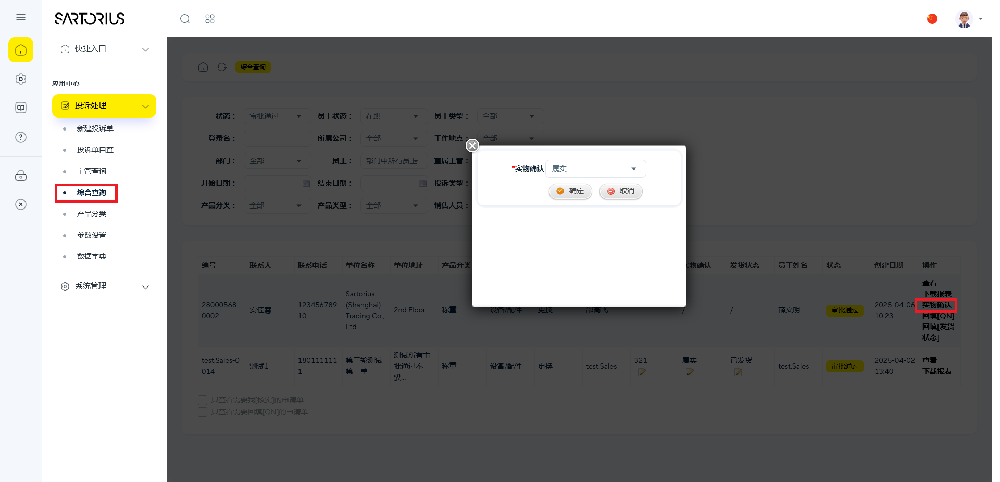 SARTORIUS
快捷入口
应用中心
投诉处理
新建投诉单
投诉单自查
主管查询
综合查询
产品分类
参数设置
数据字典
系统管理
综合查询
状态： 审批通过 员工状态： 在职 员工类型： 全部
登录名： 所属公司： 全部 工作地点： 全部
部门： 全部 员工： 部门中所有员工 直属主管：
开始日期： 结束日期： 投诉类型：
产品分类： 全部 产品类型： 全部 销售人员：
*实物确认 属实
确定 取消
编号 联系人 联系电话 单位名称 单位地址 产品分类 实物确认 发货状态 员工姓名 状态 创建日期 操作
28000568-0002 安佳慧 12345678910 Sartorius (Shanghai) Trading Co., Ltd 2nd Floor.... 称重 设备/配件 更换 邵高飞 / / 薛文明 审批通过 2025-04-06 10:23 查看
下载报表
实物确认
回填[QN]
回填[发货状态]
test.Sales-0014 测试1 1801111111 第三轮测试第一单 测试所有审批通过不驳... 称重 设备/配件 更换 test.Sales 321 属实 已发货 test.Sales 审批通过 2025-04-02 13:40 查看
下载报表
只查看需要我[核实]的申请单
只查看需要回填[QN]的申请单